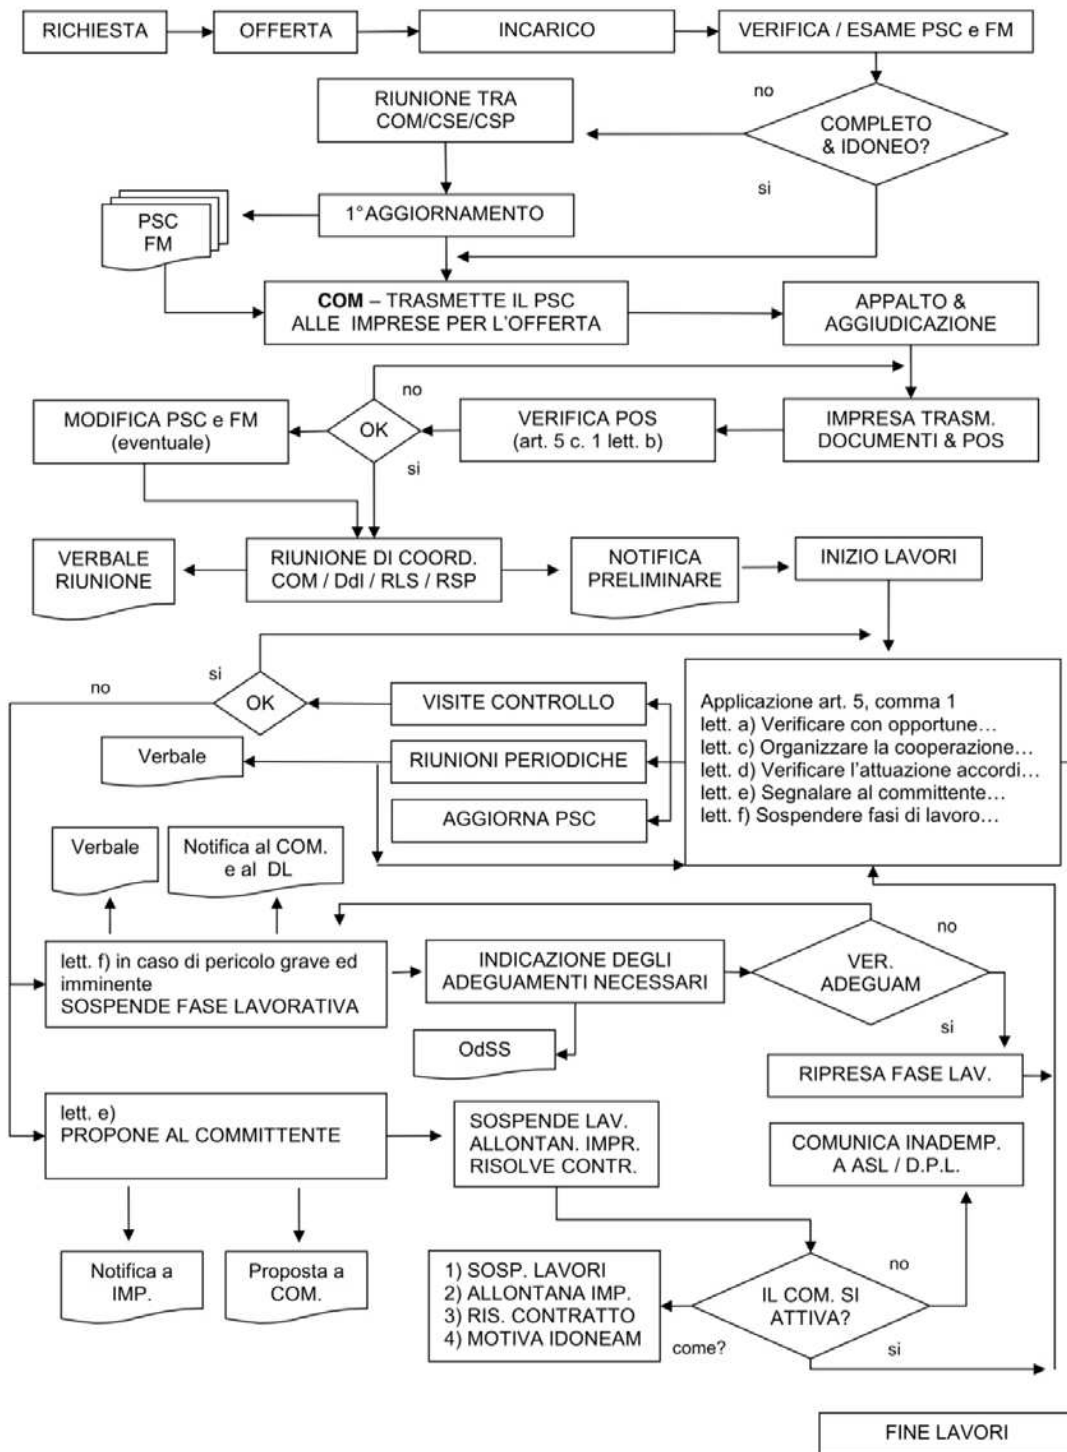 RICHIESTA
OFFERTA
INCARICO
VERIFICA / ESAME PSC e FM
RIUNIONE TRA
COM/CSE/CSP
no
COMPLETO
& IDONEO?
si
1°AGGIORNAMENTO
PSC
FM
COM – TRASMETTE IL PSC
ALLE IMPRESE PER L'OFFERTA
APPALTO &
AGGIUDICAZIONE
MODIFICA PSC e FM
(eventuale)
no
OK
si
VERIFICA POS
(art. 5 c. 1 lett. b)
IMPRESA TRASM.
DOCUMENTI & POS
VERBALE
RIUNIONE
RIUNIONE DI COORD.
COM / DdI / RLS / RSP
NOTIFICA
PRELIMINARE
INIZIO LAVORI
no
si
OK
VISITE CONTROLLO
Verbale
RIUNIONI PERIODICHE
AGGIORNA PSC
Applicazione art. 5, comma 1
lett. a) Verificare con opportune…
lett. c) Organizzare la cooperazione…
lett. d) Verificare l'attuazione accordi…
lett. e) Segnalare al committente…
lett. f) Sospendere fasi di lavoro…
Verbale
Notifica al COM.
e al DL
lett. f) in caso di pericolo grave ed
imminente
SOSPENDE FASE LAVORATIVA
INDICAZIONE DEGLI
ADEGUAMENTI NECESSARI
no
VER.
ADEGUAM
si
OdSS
RIPRESA FASE LAV.
lett. e)
PROPONE AL COMMITTENTE
SOSPENDE LAV.
ALLONTAN. IMPR.
RISOLVE CONTR.
COMUNICA INADEMP.
A ASL / D.P.L.
Notifica a
IMP.
Proposta a
COM.
1) SOSP. LAVORI
2) ALLONTANA IMP.
3) RIS. CONTRATTO
4) MOTIVA IDONEAM
come?
no
IL COM. SI
ATTIVA?
si
FINE LAVORI